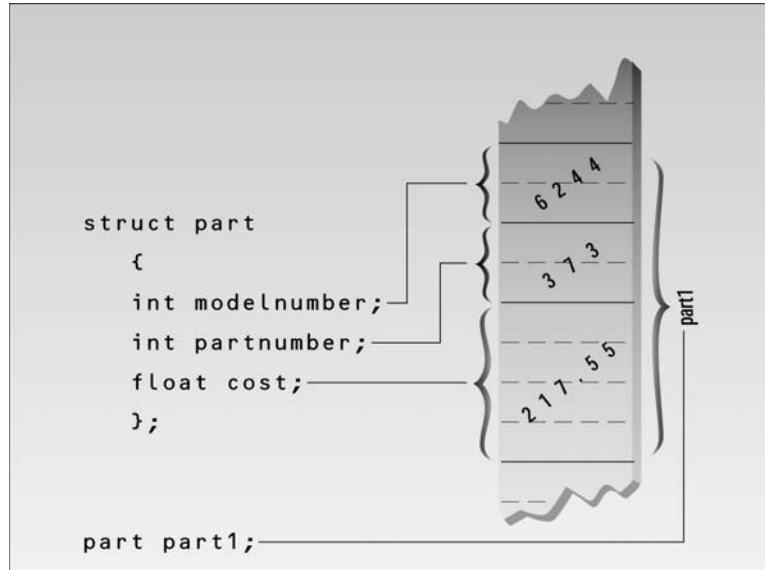 struct part
{
int modelnumber;
int partnumber;
float cost;
};
part part1;
6244
373
217.55
part1